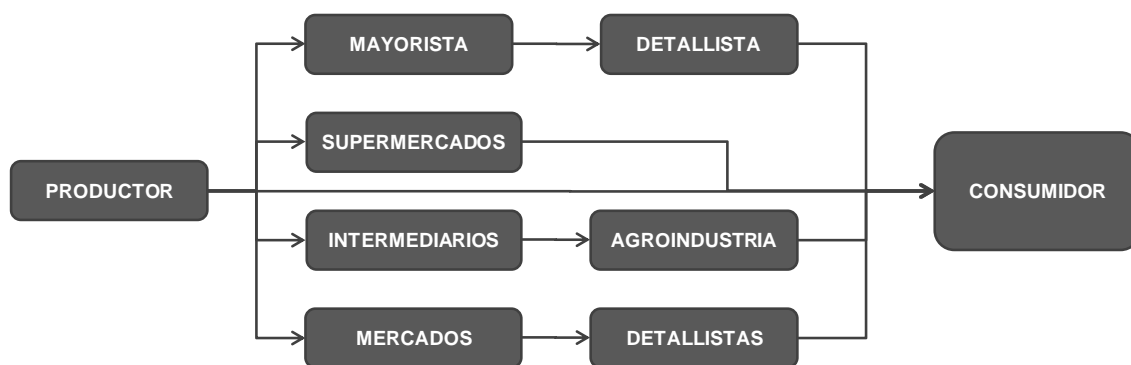 MAYORISTA
DETALLISTA
SUPERMERCADOS
PRODUCTOR
CONSUMIDOR
INTERMEDIARIOS
AGROINDUSTRIA
MERCADOS
DETALLISTAS